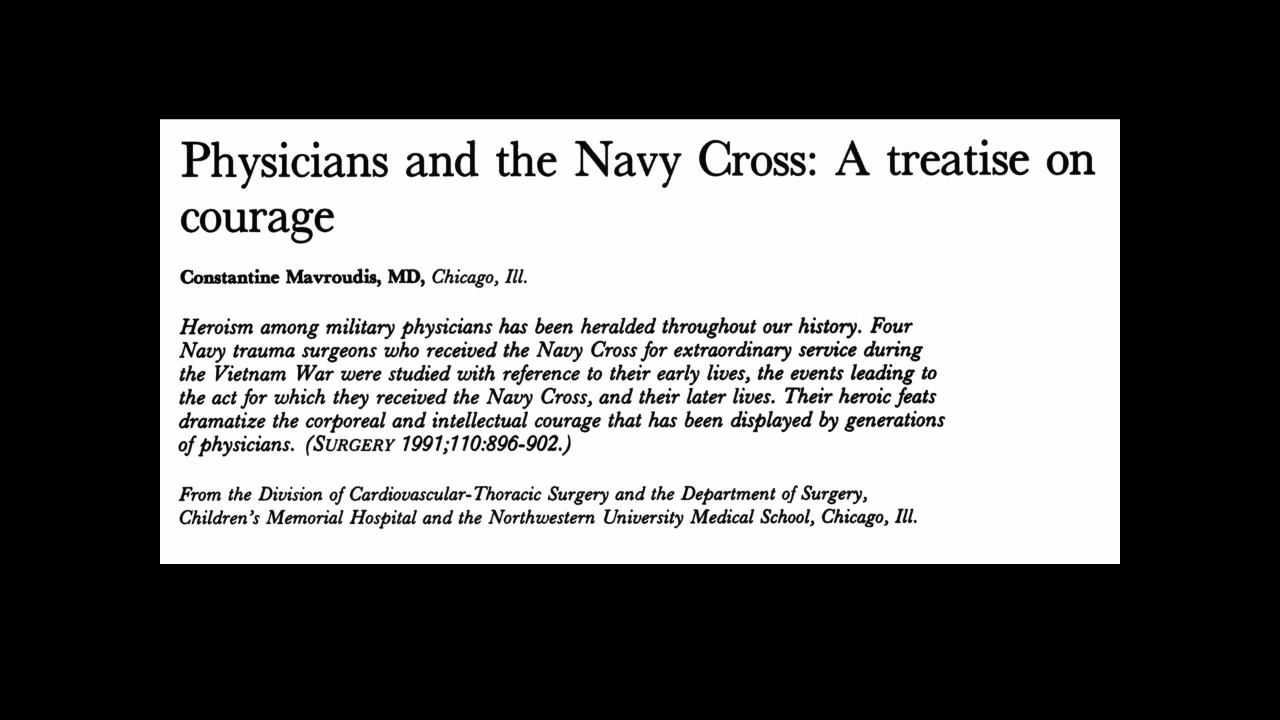 Physicians and the Navy Cross: A treatise on
courage
Constantine Mavroudis, MD, Chicago, Ill.
Heroism among military physicians has been heralded throughout our history. Four
Navy trauma surgeons who received the Navy Cross for extraordinary service during
the Vietnam War were studied with reference to their early lives, the events leading to
the act for which they received the Navy Cross, and their later lives. Their heroic feats
dramatize the corporeal and intellectual courage that has been displayed by generations
of physicians. (SURGERY 1991;110:896-902.)
From the Division of Cardiovascular-Thoracic Surgery and the Department of Surgery,
Children's Memorial Hospital and the Northwestern University Medical School, Chicago, Ill.